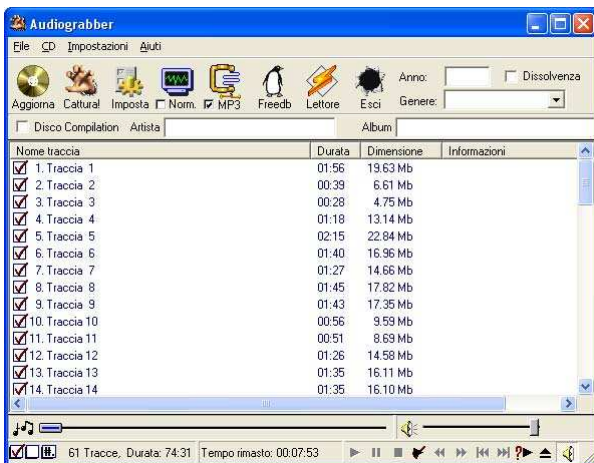 Audiograbber
File CD Impostazioni Aiuti
Aggiorna Cattura! Imposta Norm. MP3 Freedb Lettore Esci Anno: Dissolvenza
Genere:
Disco Compilation Artista Album
Nome traccia Durata Dimensione Informazioni
1. Traccia 1 01:56 19.63 Mb
2. Traccia 2 00:39 6.61 Mb
3. Traccia 3 00:28 4.75 Mb
4. Traccia 4 01:18 13.14 Mb
5. Traccia 5 02:15 22.84 Mb
6. Traccia 6 01:40 16.96 Mb
7. Traccia 7 01:27 14.66 Mb
8. Traccia 8 01:45 17.82 Mb
9. Traccia 9 01:43 17.35 Mb
10. Traccia 10 00:56 9.59 Mb
11. Traccia 11 00:51 8.69 Mb
12. Traccia 12 01:26 14.58 Mb
13. Traccia 13 01:35 16.11 Mb
14. Traccia 14 01:35 16.10 Mb
61 Tracce, Durata: 74:31 Tempo rimasto: 00:07:53